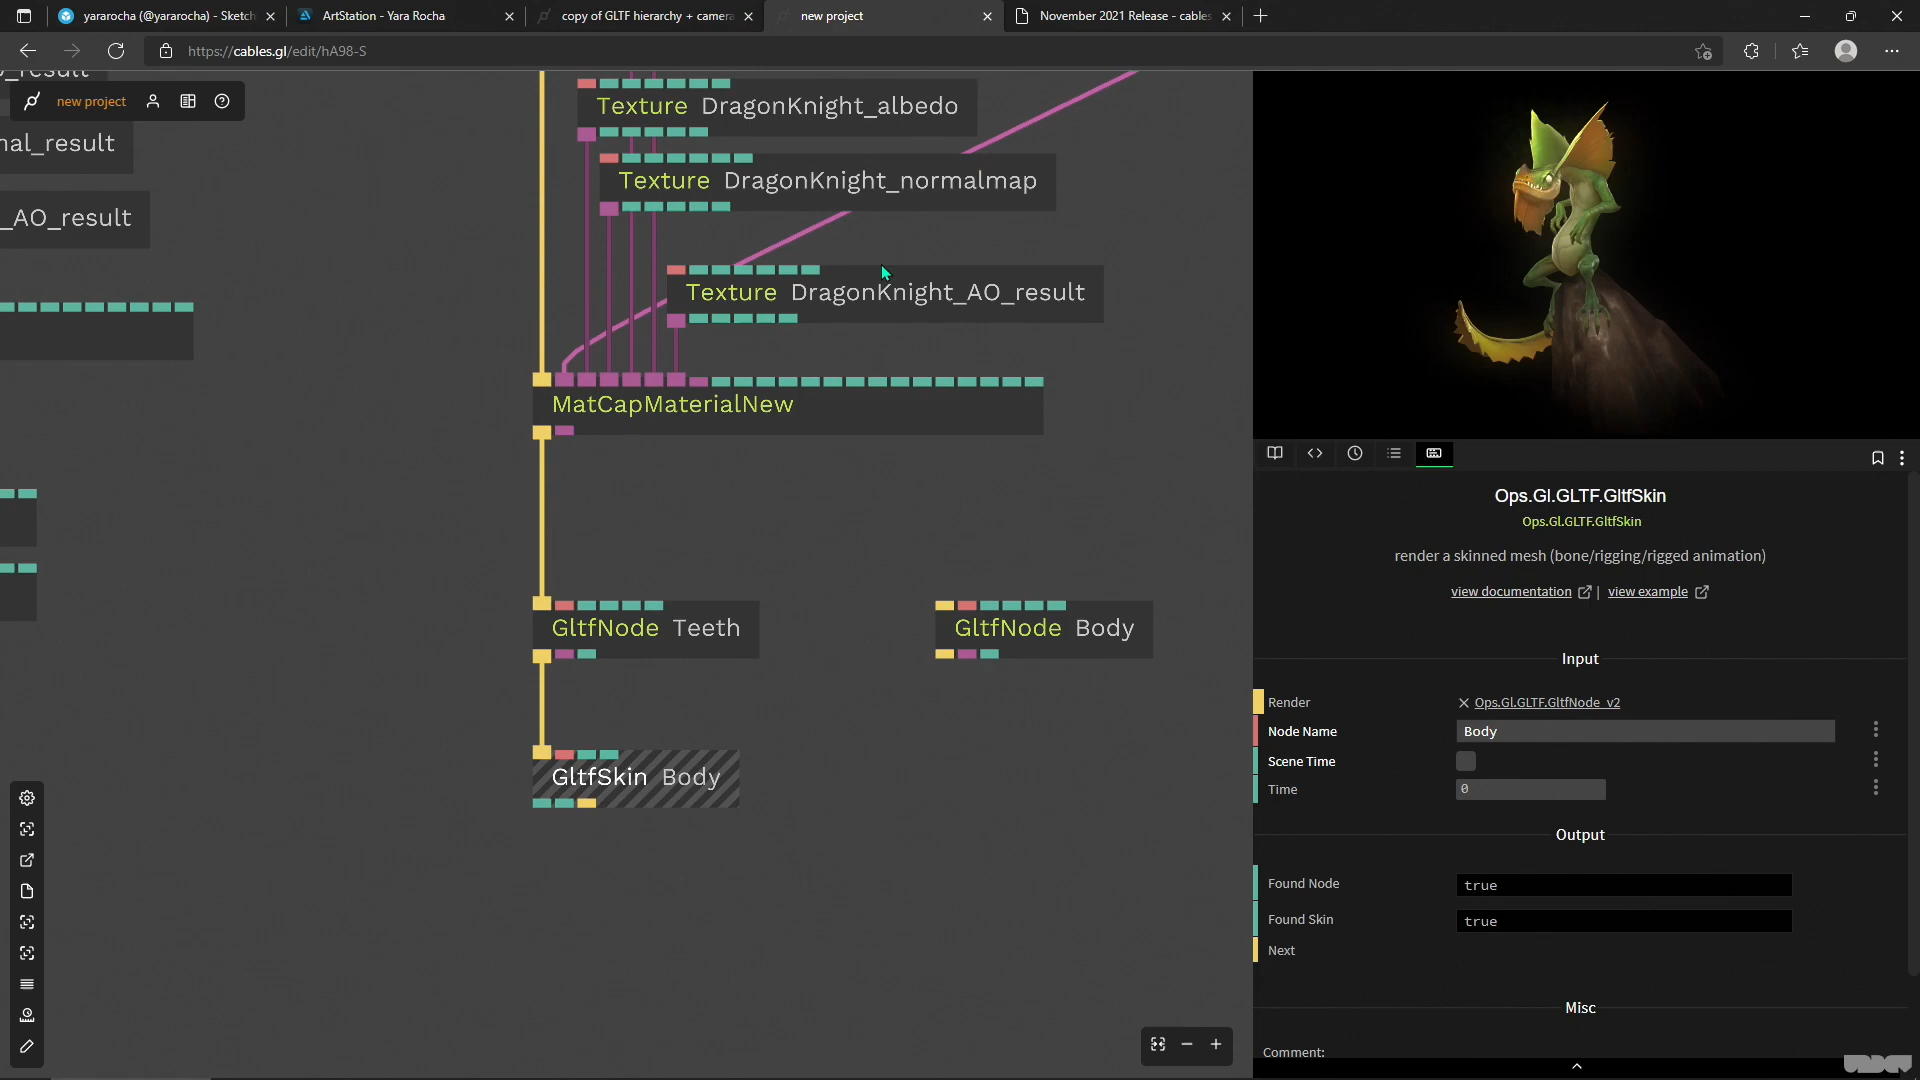 yararocha (@yararocha) - Sketch
ArtStation - Yara Rocha
copy of GLTF hierarchy + camera
new project
November 2021 Release - cables
https://cables.gl/edit/hA98-S
new project
nal_result
_AO_result
Texture DragonKnight_albedo
Texture DragonKnight_normalmap
Texture DragonKnight_AO_result
MatCapMaterialNew
GltfNode Teeth
GltfNode Body
GltfSkin Body
Ops.Gl.GLTF.GltfSkin
Ops.Gl.GLTF.GltfSkin
render a skinned mesh (bone/rigging/rigged animation)
view documentation | view example
Input
Render
Ops.Gl.GLTF.GltfNode_v2
Node Name
Body
Scene Time
Time
0
Output
Found Node
true
Found Skin
true
Next
Misc
Comment: